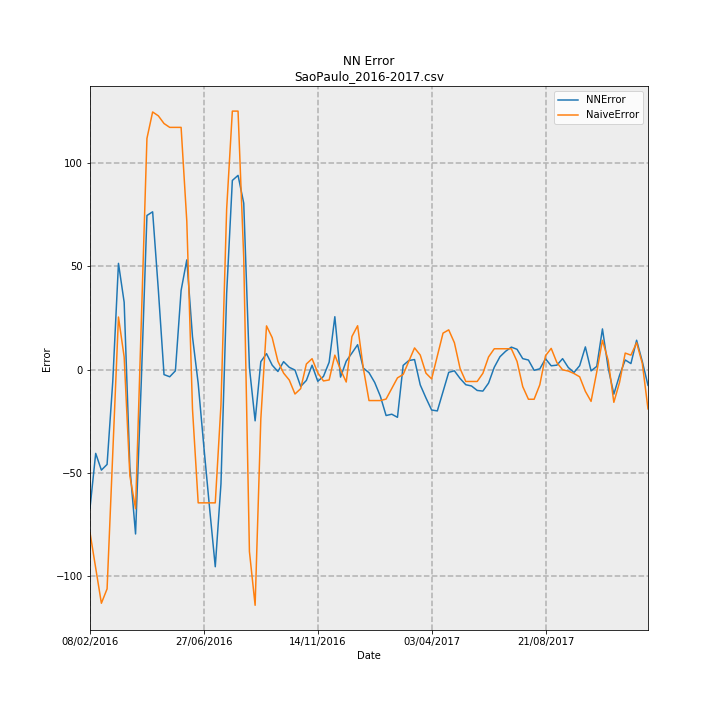 NN Error
SaoPaulo_2016-2017.csv
NNError
NaiveError
Error
100
50
0
−50
−100
08/02/2016
27/06/2016
14/11/2016
03/04/2017
21/08/2017
Date